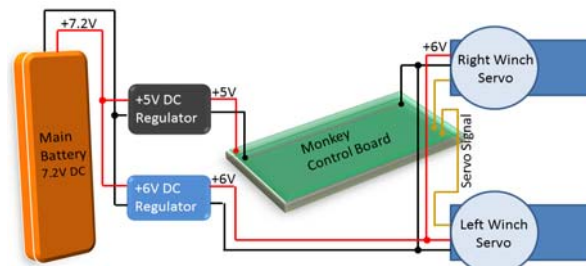 +7.2V
Main
Battery
7.2V DC
+5V DC
Regulator
+5V
+6V DC
Regulator
+6V
Monkey
Control Board
+6V
Right Winch
Servo
Servo Signal
Left Winch
Servo